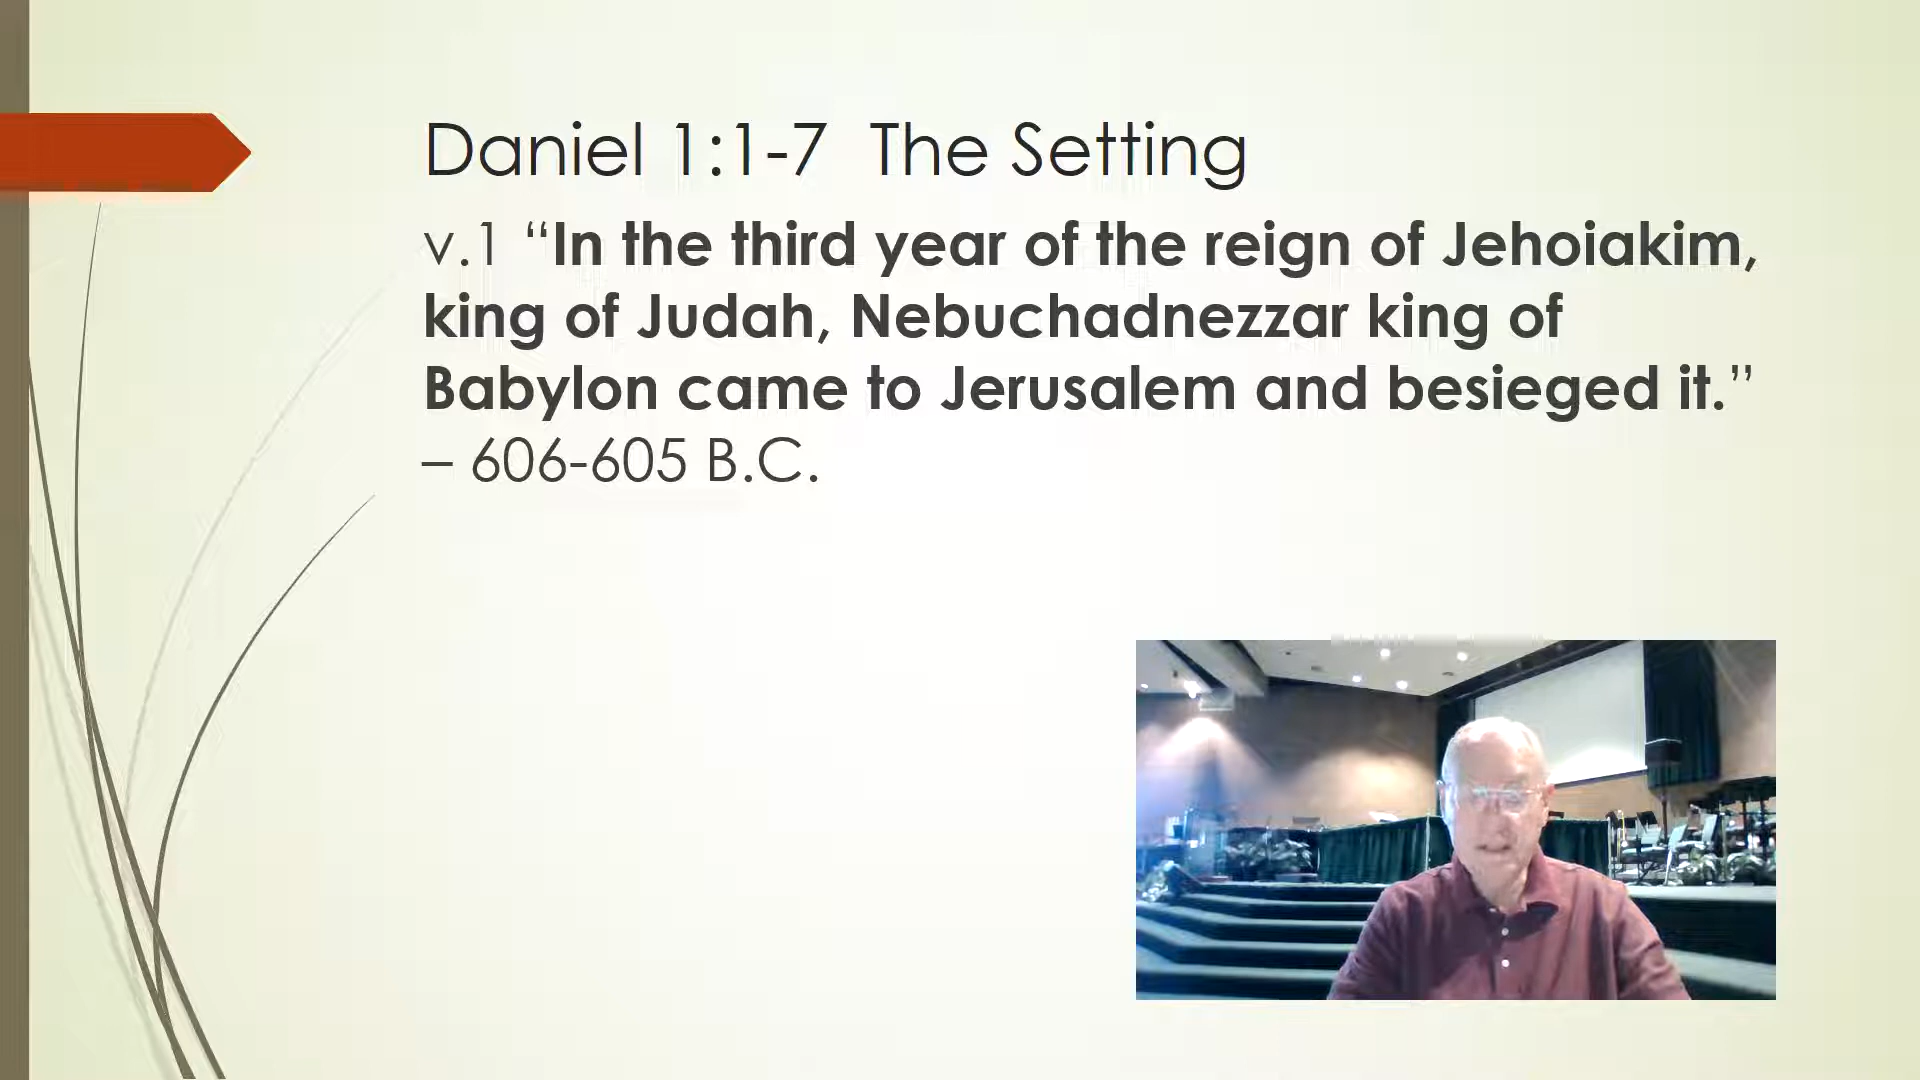 Daniel 1:1-7  The Setting
v.1 “In the third year of the reign of Jehoiakim,
king of Judah, Nebuchadnezzar king of
Babylon came to Jerusalem and besieged it.”
– 606-605 B.C.